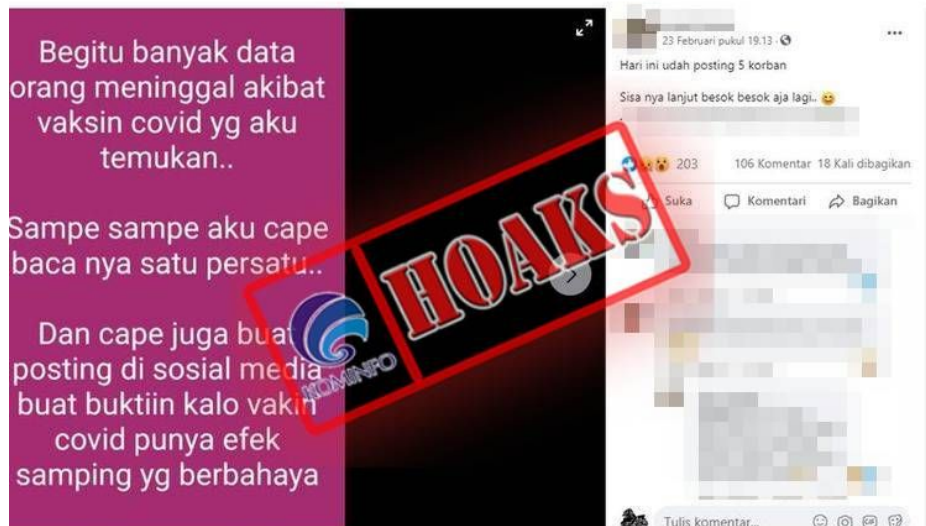 Begitu banyak data
orang meninggal akibat
vaksin covid yg aku
temukan..
Sampe sampe aku cape
baca nya satu persatu..
Dan cape juga buat
posting di sosial media
buat buktiin kalo vakin
covid punya efek
samping yg berbahaya
HOAKS
KOMINFO
23 Februari pukul 19.13
Hari ini udah posting 5 korban
Sisa nya lanjut besok besok aja lagi..
203 106 Komentar 18 Kali dibagikan
Suka Komentari Bagikan
Tulis komentar...